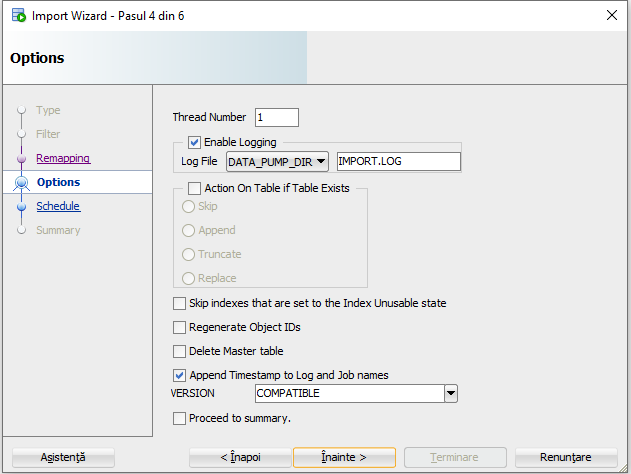 Import Wizard - Pasul 4 din 6
Options
Type
Filter
Remapping
Options
Schedule
Summary
Thread Number 1
Enable Logging
Log File DATA_PUMP_DIR IMPORT.LOG
Action On Table if Table Exists
Skip
Append
Truncate
Replace
Skip indexes that are set to the Index Unusable state
Regenerate Object IDs
Delete Master table
Append Timestamp to Log and Job names
VERSION COMPATIBLE
Proceed to summary.
Asistenţă < Înapoi Înainte > Terminare Renunţare